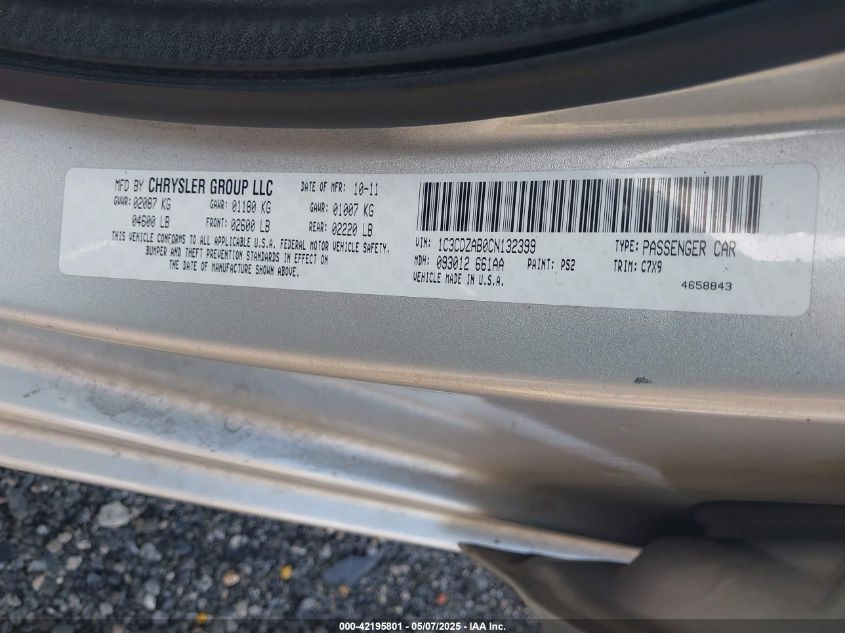 MFD BY CHRYSLER GROUP LLC DATE OF MFR: 10-11
GVWR: 02087 KG GAWR: 01180 KG GAWR: 01007 KG
04600 LB FRONT: 02600 LB REAR: 02220 LB
THIS VEHICLE CONFORMS TO ALL APPLICABLE U.S.A. FEDERAL MOTOR VEHICLE SAFETY,
BUMPER AND THEFT PREVENTION STANDARDS IN EFFECT ON
THE DATE OF MANUFACTURE SHOWN ABOVE.
VIN: 1C3CDZAB0CN132399 TYPE: PASSENGER CAR
MDH: 093012 661AA PAINT: PS2 TRIM: C7X9
VEHICLE MADE IN U.S.A. 4658843
000-42195801 - 05/07/2025 - IAA Inc.